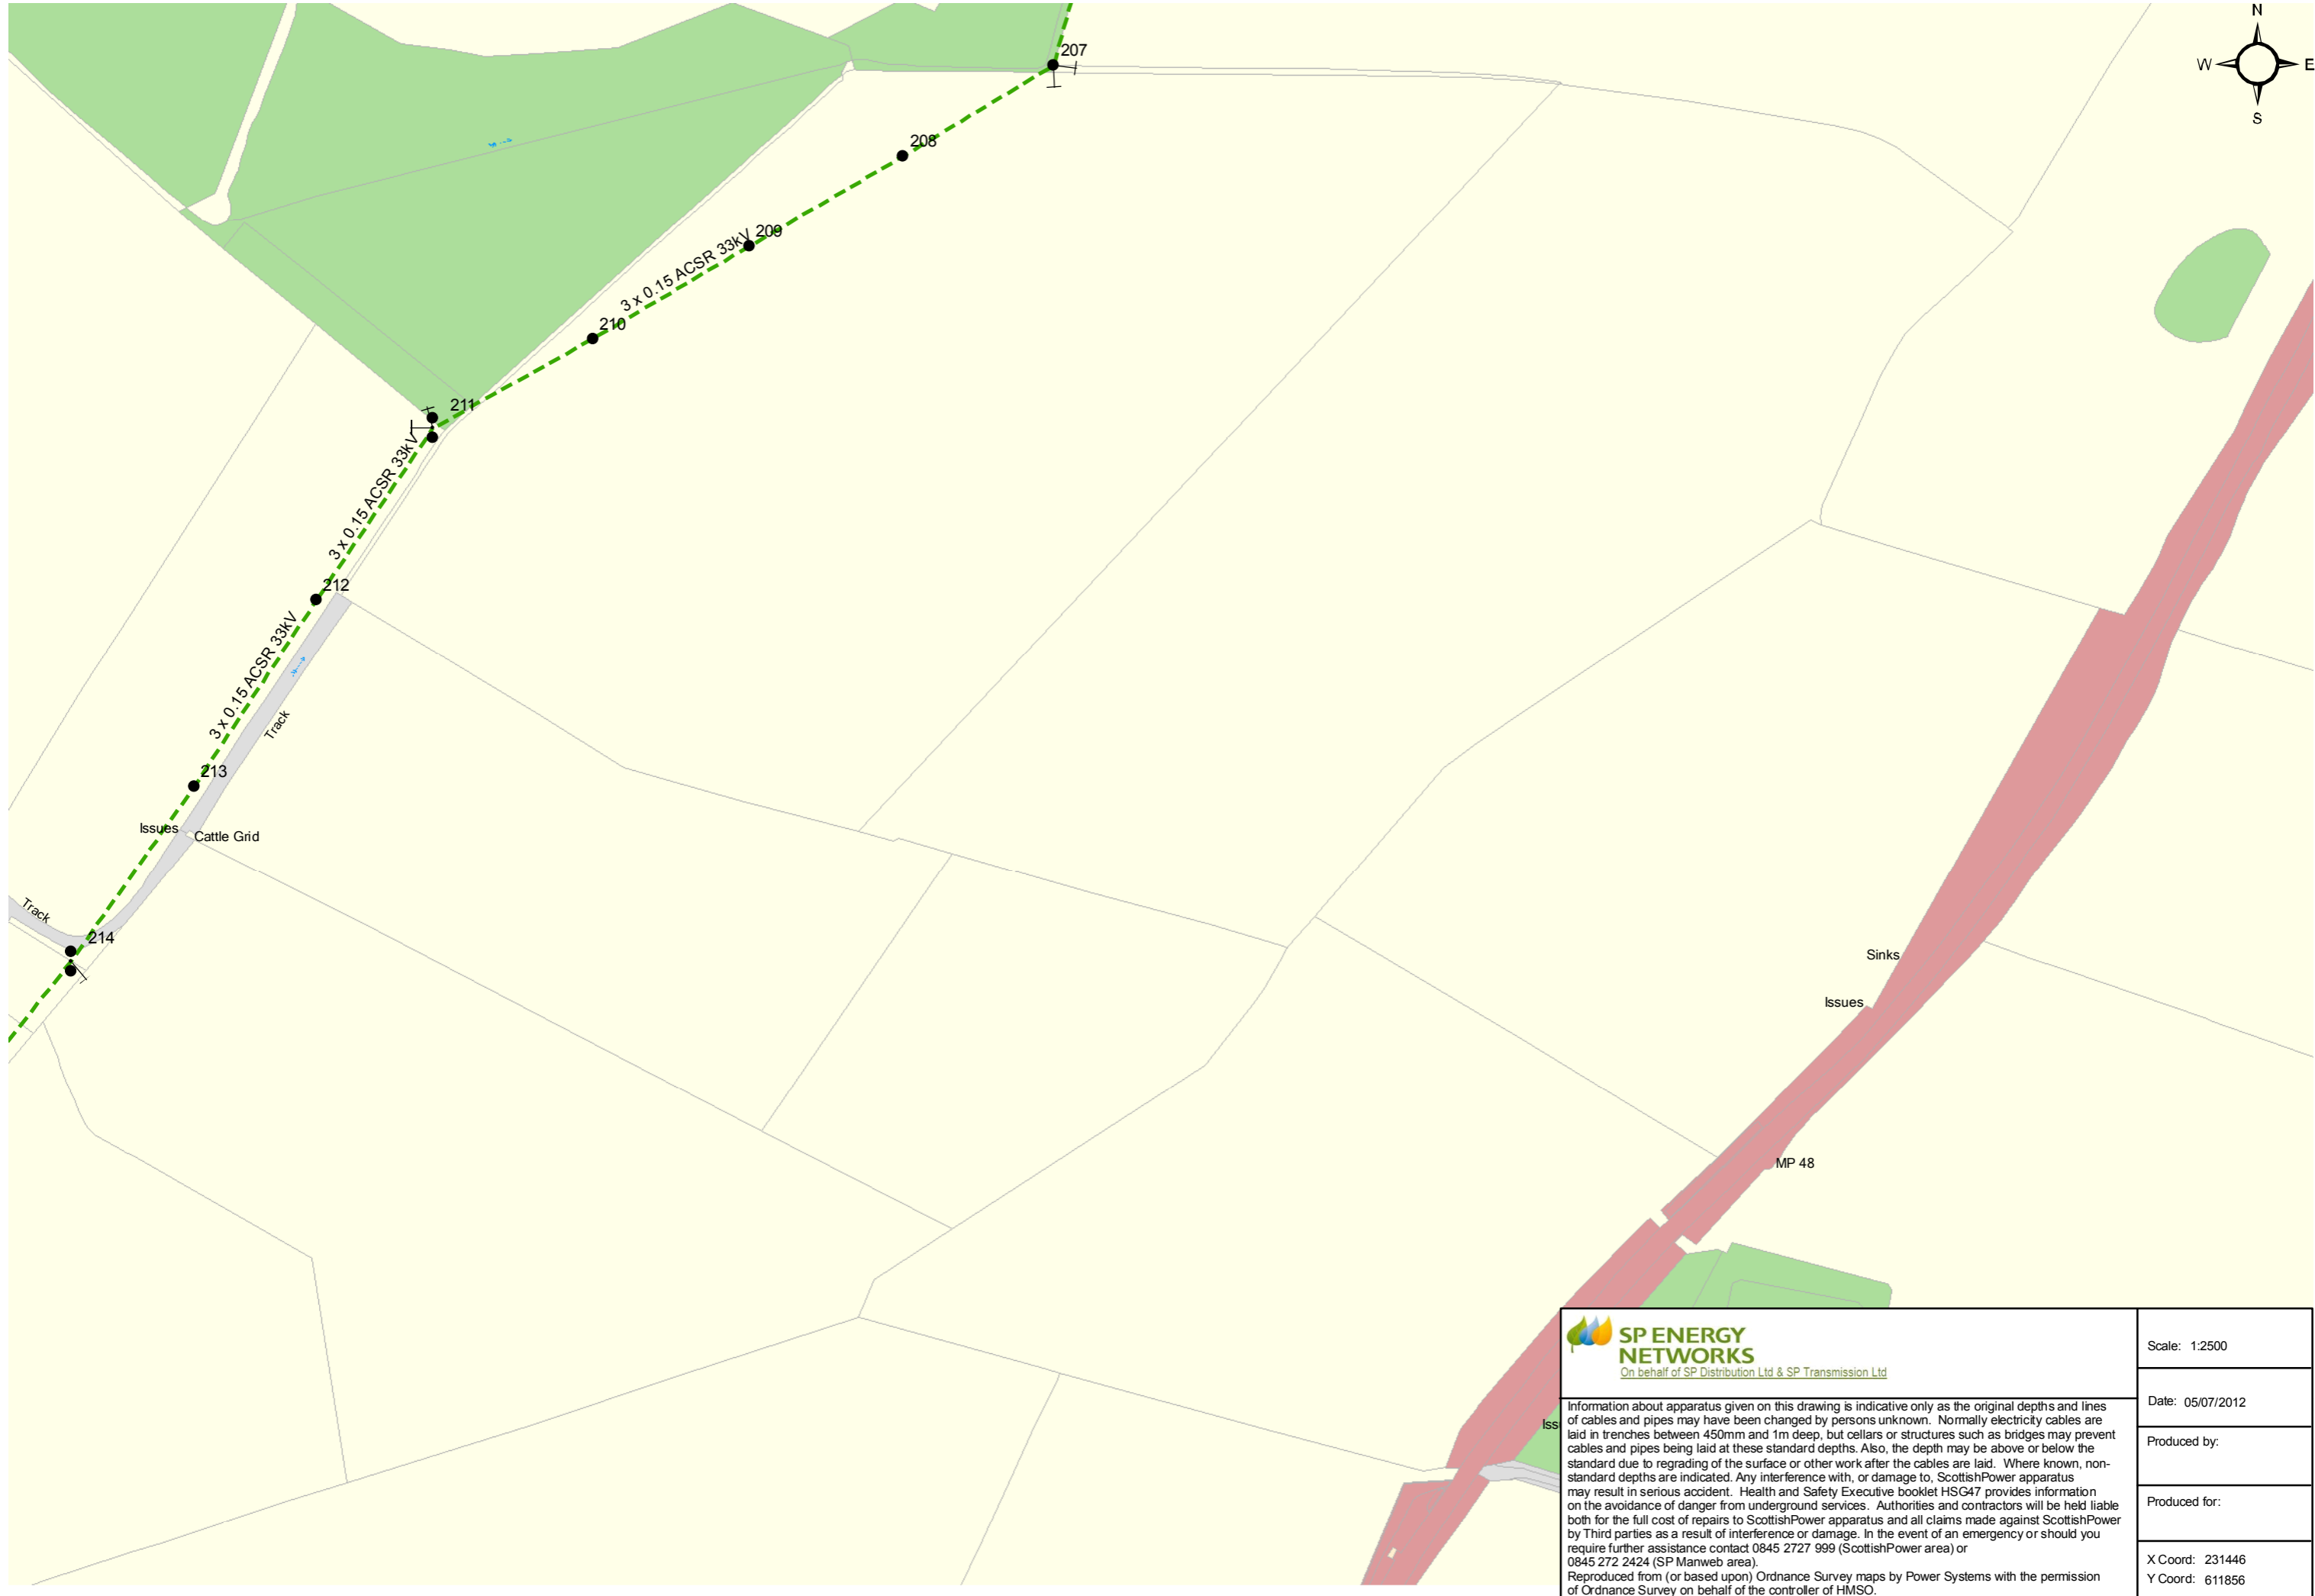 N
W E
S
207
208
209
3 x 0.15 ACSR 33kV
210
211
3 x 0.15 ACSR 33kV
212
3 x 0.15 ACSR 33kV
Track
213
Issues
Cattle Grid
Track
214
Sinks
Issues
MP 48
SP ENERGY
NETWORKS
On behalf of SP Distribution Ltd & SP Transmission Ltd
Scale: 1:2500
Date: 05/07/2012
Produced by:
Produced for:
X Coord: 231446
Y Coord: 611856
Iss
Information about apparatus given on this drawing is indicative only as the original depths and lines
of cables and pipes may have been changed by persons unknown. Normally electricity cables are
laid in trenches between 450mm and 1m deep, but cellars or structures such as bridges may prevent
cables and pipes being laid at these standard depths. Also, the depth may be above or below the
standard due to regrading of the surface or other work after the cables are laid. Where known, non-
standard depths are indicated. Any interference with, or damage to, ScottishPower apparatus
may result in serious accident. Health and Safety Executive booklet HSG47 provides information
on the avoidance of danger from underground services. Authorities and contractors will be held liable
both for the full cost of repairs to ScottishPower apparatus and all claims made against ScottishPower
by Third parties as a result of interference or damage. In the event of an emergency or should you
require further assistance contact 0845 2727 999 (ScottishPower area) or
0845 272 2424 (SP Manweb area).
Reproduced from (or based upon) Ordnance Survey maps by Power Systems with the permission
of Ordnance Survey on behalf of the controller of HMSO.